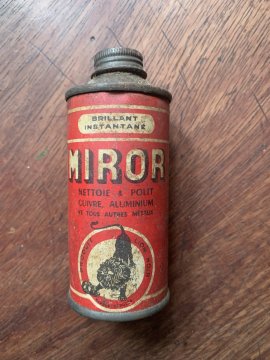 BRILLANT
INSTANTANÉ
MIROR
NETTOIE & POLIT
CUIVRE, ALUMINIUM
ET TOUS AUTRES MÉTAUX